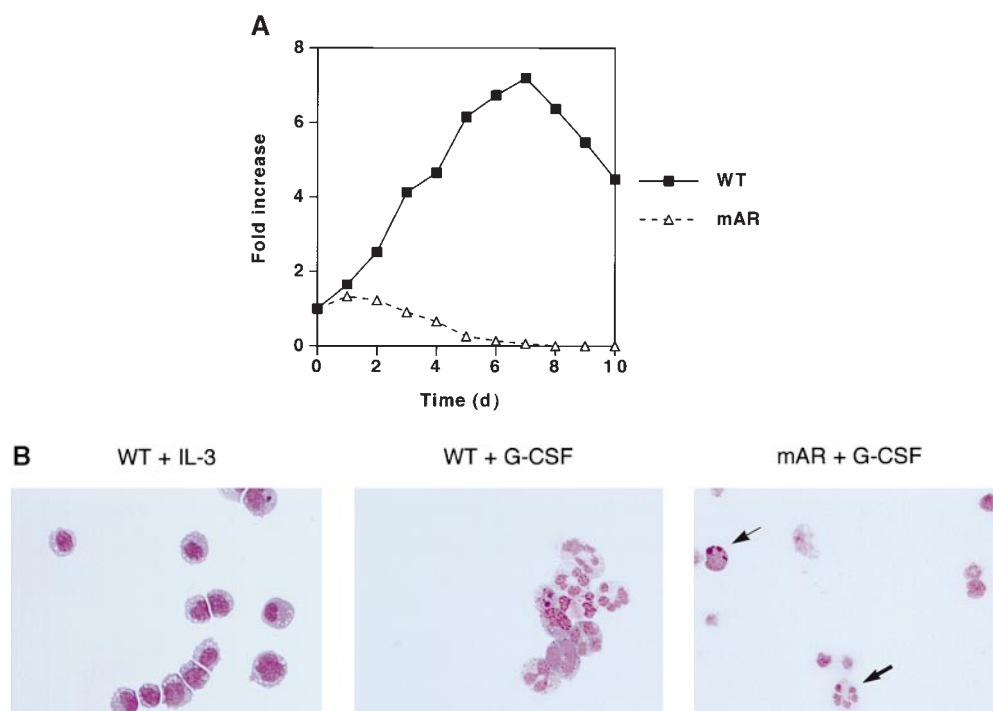 A
8
6
4
2
0
Fold increase
0 2 4 6 8 10
Time (d)
WT
mAR
B
WT + IL-3 WT + G-CSF mAR + G-CSF